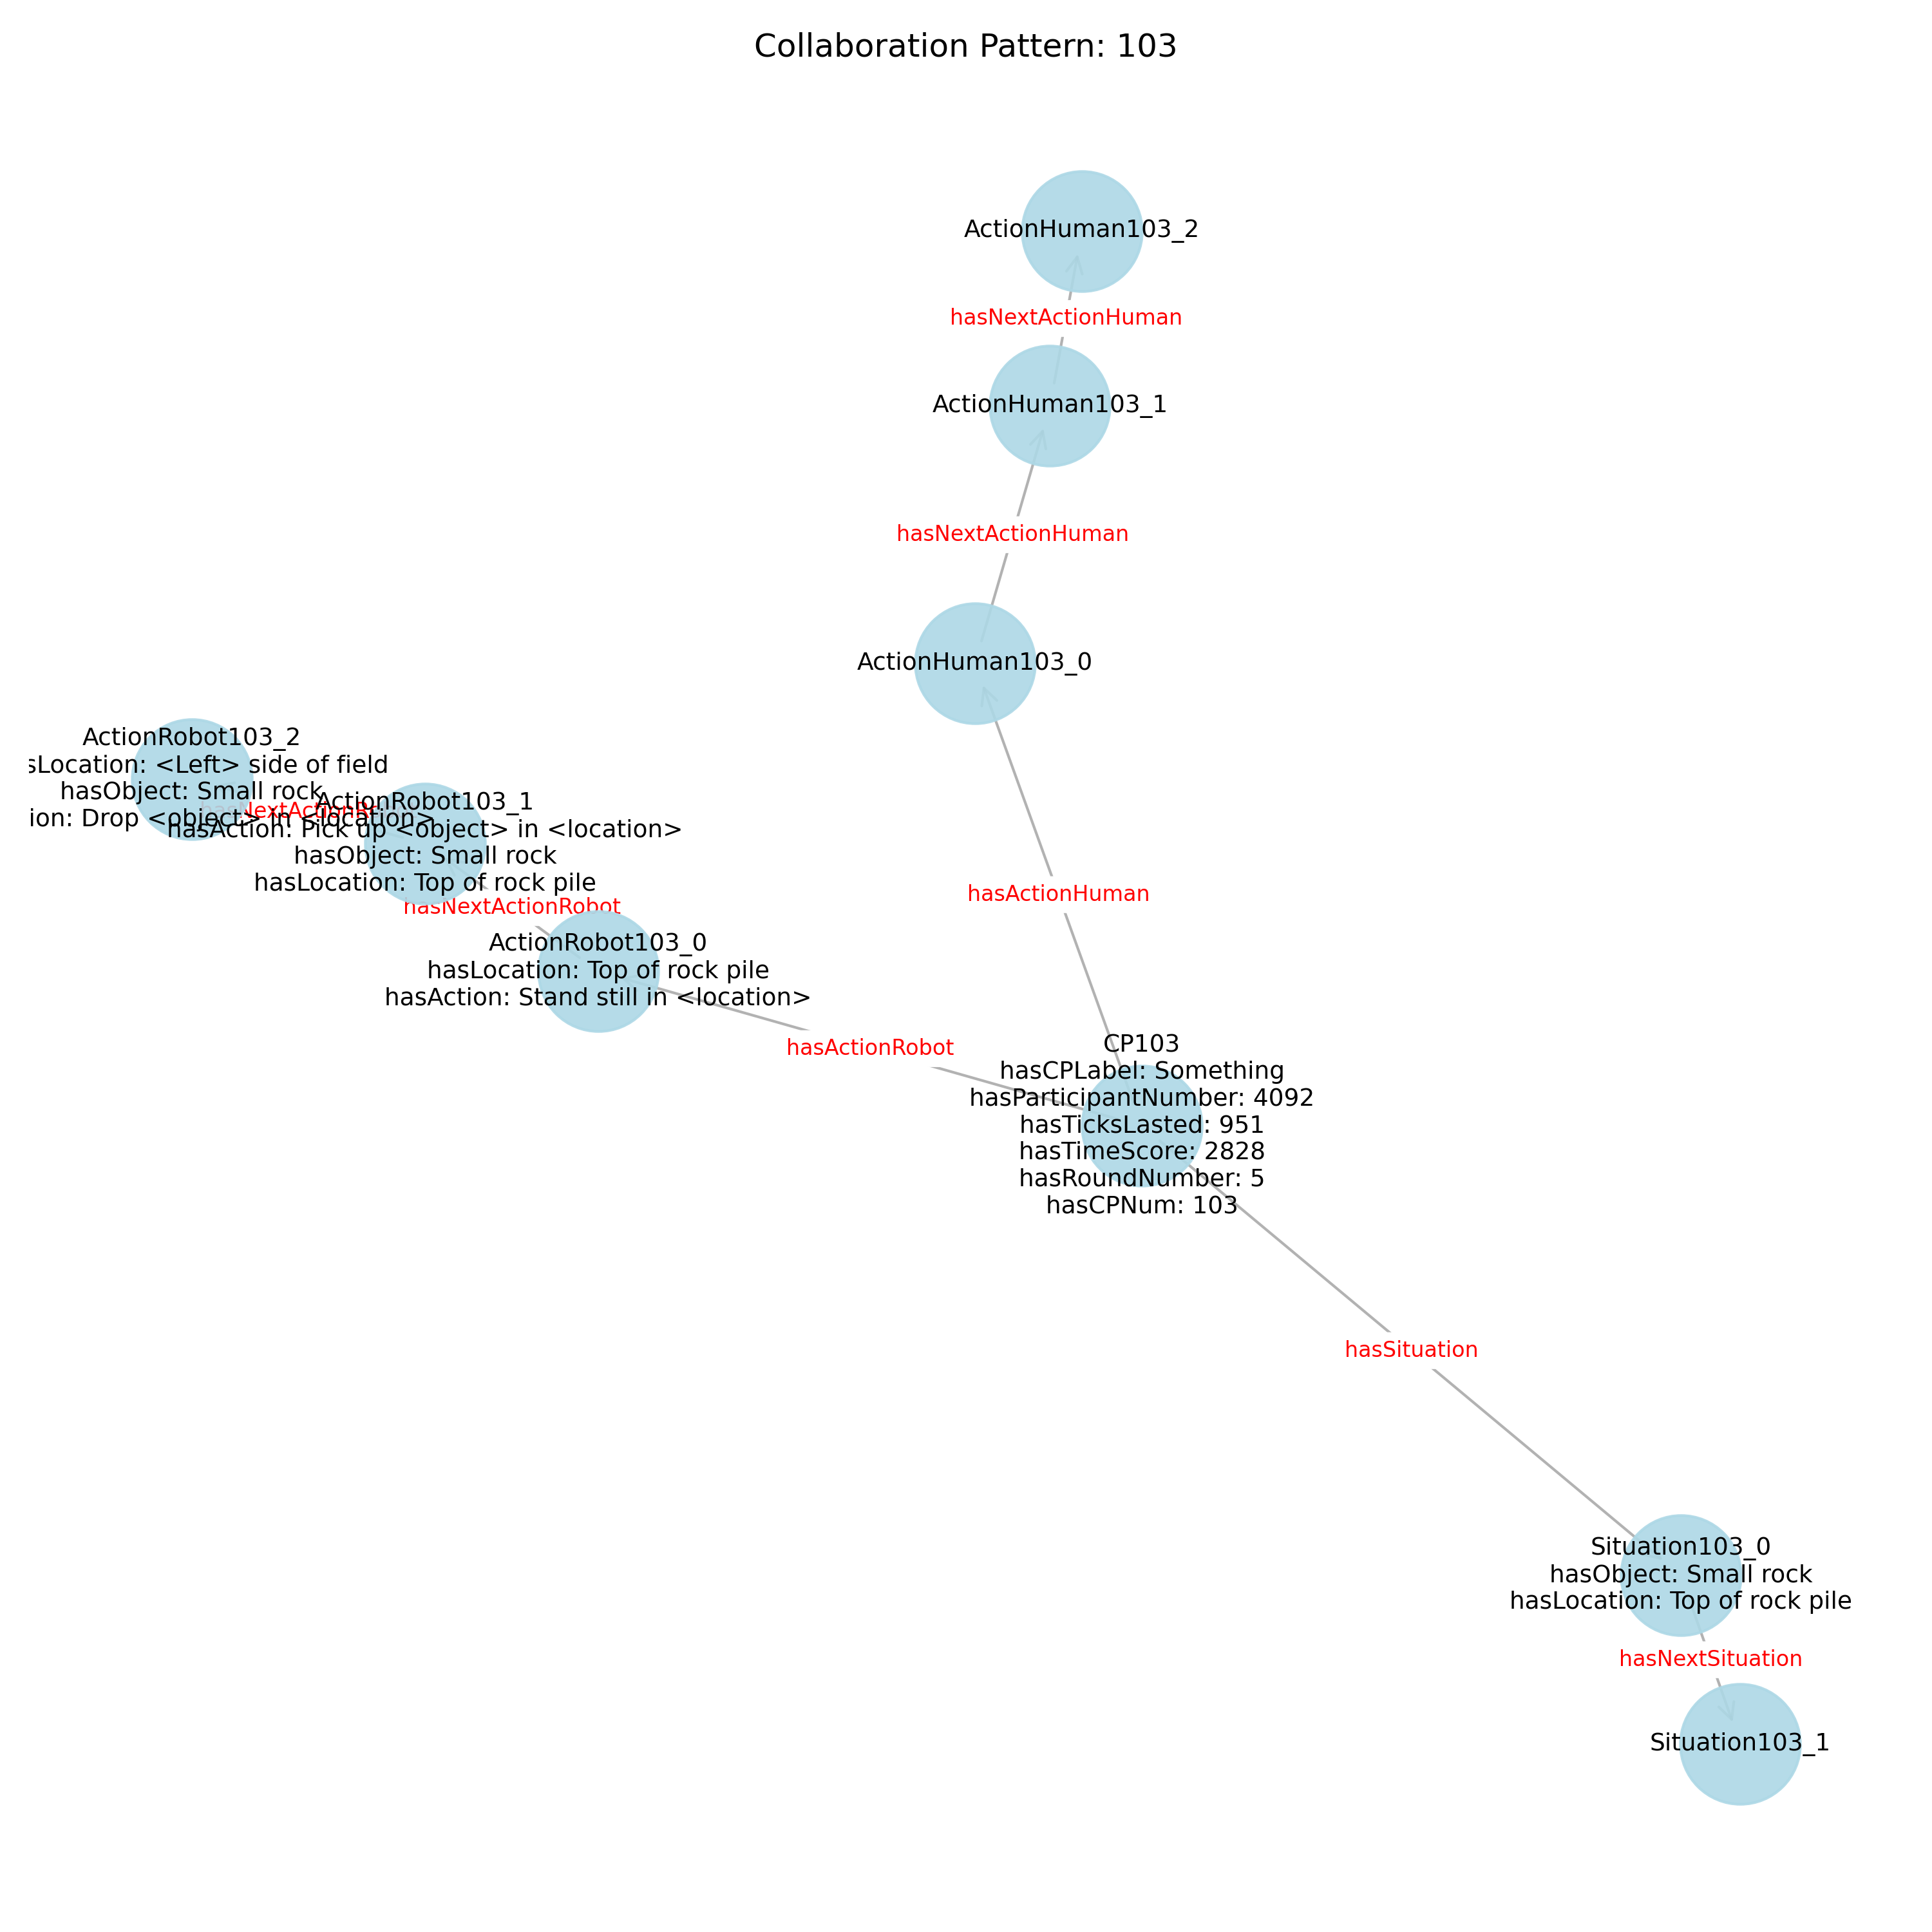 Collaboration Pattern: 103
ActionHuman103_2
hasNextActionHuman
ActionHuman103_1
hasNextActionHuman
ActionHuman103_0
ActionRobot103_2
sLocation: <Left> side of field
hasObject: Small rock
ion: Drop <object> in <location>
ActionRobot103_1
hasAction: Pick up <object> in <location>
hasObject: Small rock
hasLocation: Top of rock pile
hasNextActionRobot
hasActionHuman
ActionRobot103_0
hasLocation: Top of rock pile
hasAction: Stand still in <location>
hasActionRobot
CP103
hasCPLabel: Something
hasParticipantNumber: 4092
hasTicksLasted: 951
hasTimeScore: 2828
hasRoundNumber: 5
hasCPNum: 103
hasSituation
Situation103_0
hasObject: Small rock
hasLocation: Top of rock pile
hasNextSituation
Situation103_1